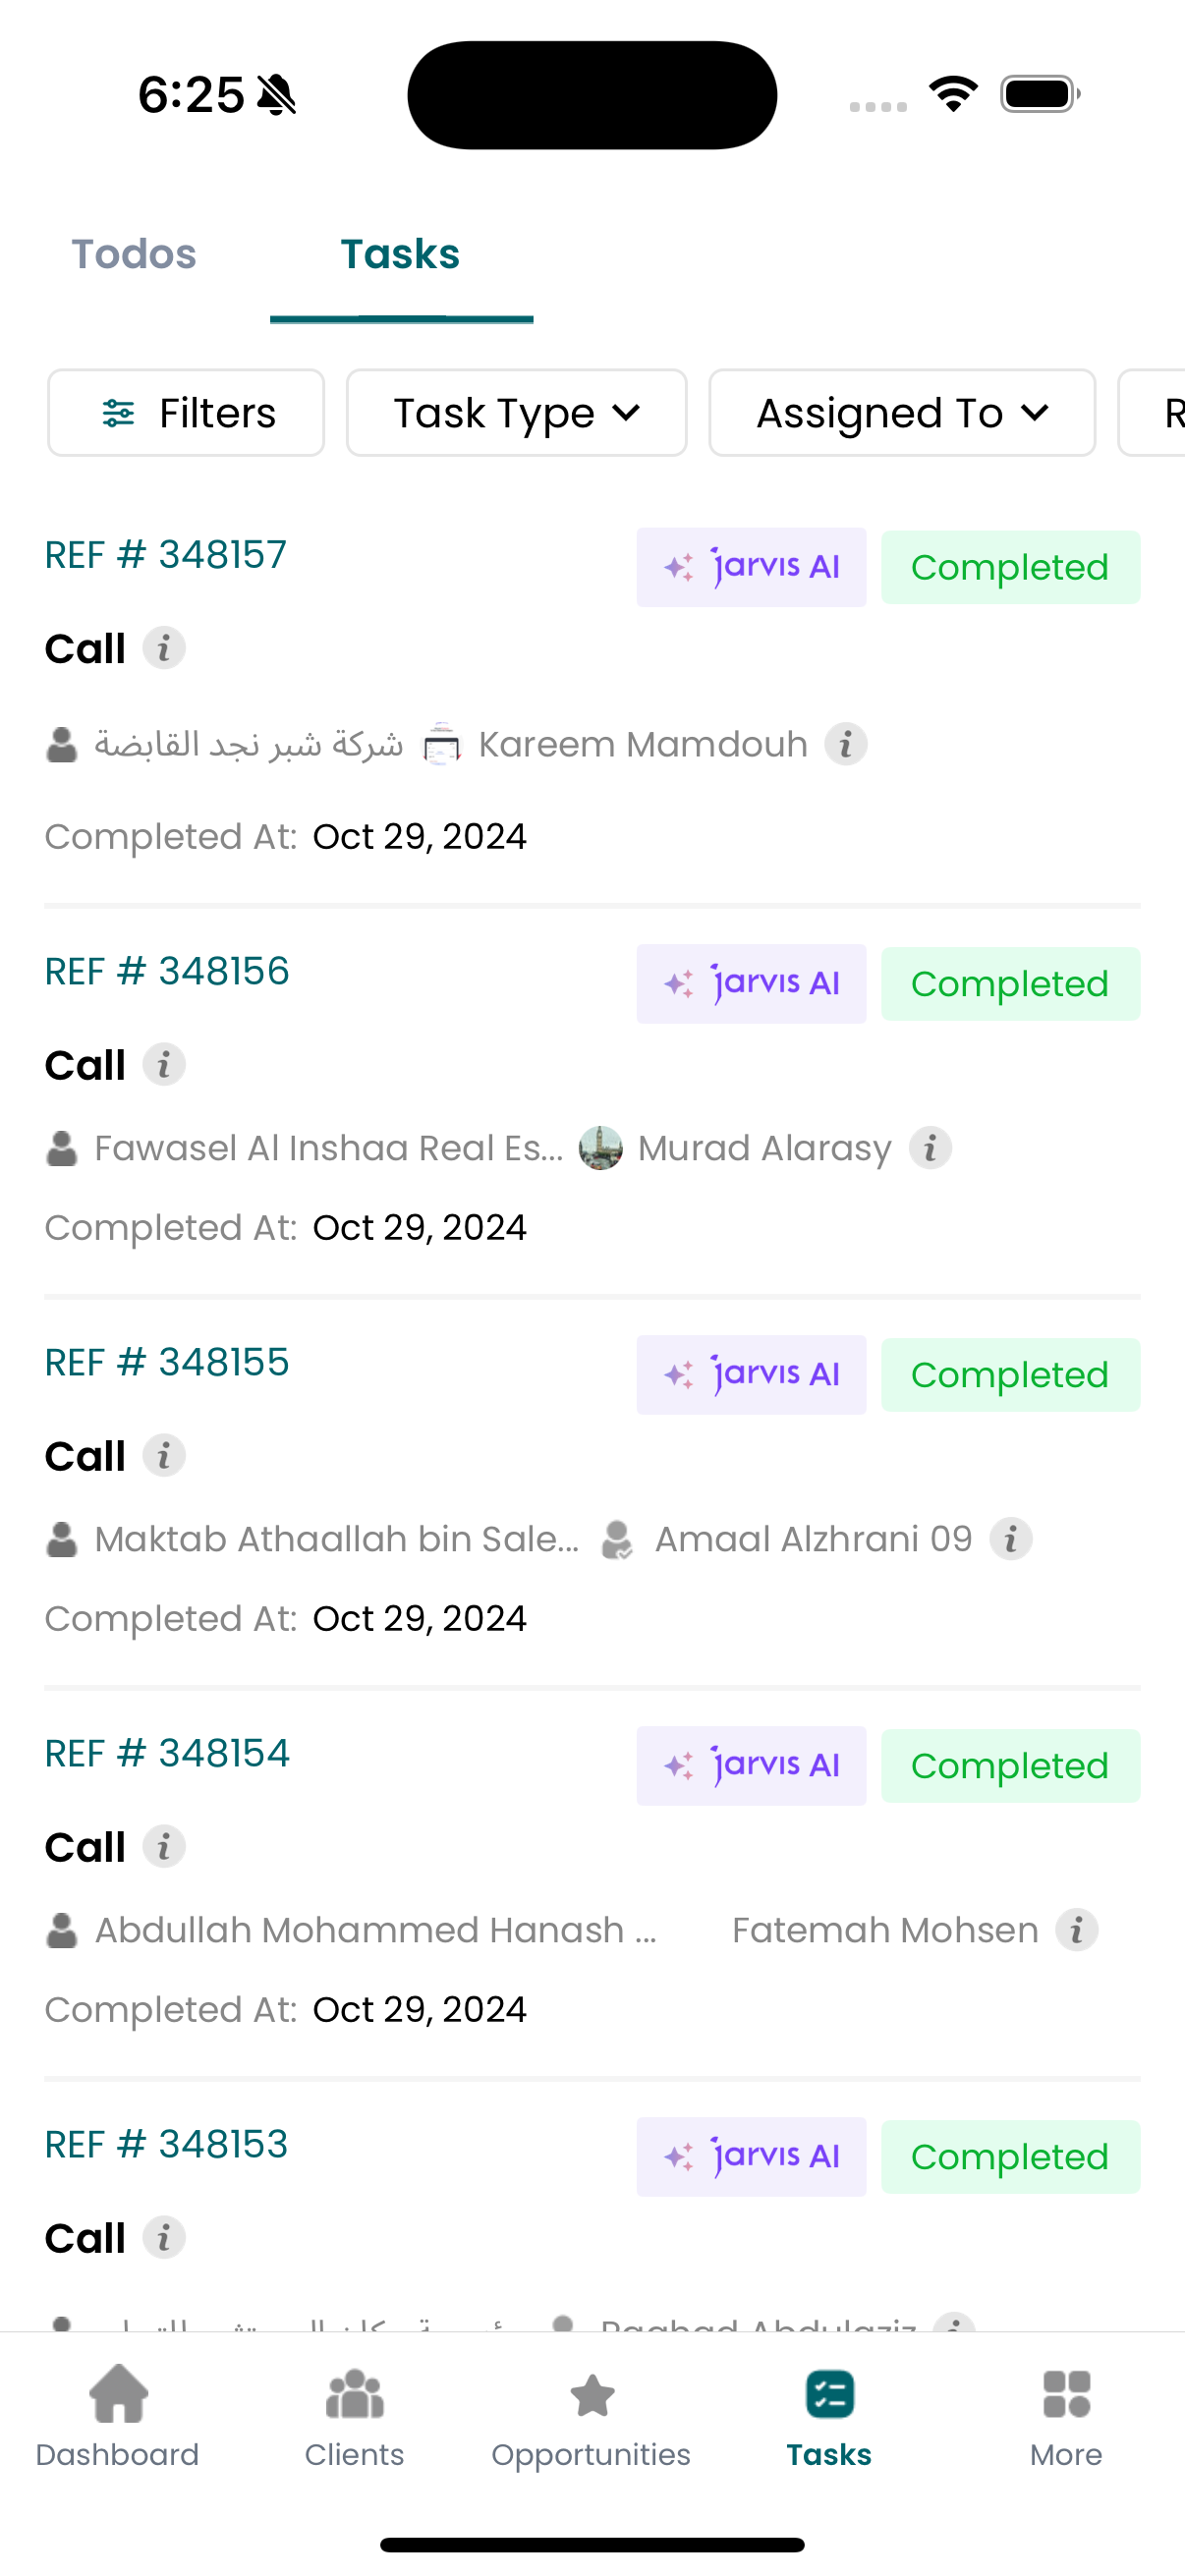 6:25
Todos Tasks
Filters Task Type Assigned To R
REF # 348157 jarvis AI Completed
Call
شركة شبر نجد القابضة Kareem Mamdouh
Completed At: Oct 29, 2024
REF # 348156 jarvis AI Completed
Call
Fawasel Al Inshaa Real Es... Murad Alarasy
Completed At: Oct 29, 2024
REF # 348155 jarvis AI Completed
Call
Maktab Athaallah bin Sale... Amaal Alzhrani 09
Completed At: Oct 29, 2024
REF # 348154 jarvis AI Completed
Call
Abdullah Mohammed Hanash ... Fatemah Mohsen
Completed At: Oct 29, 2024
REF # 348153 jarvis AI Completed
Call
Raghad Abdulaziz
Dashboard Clients Opportunities Tasks More